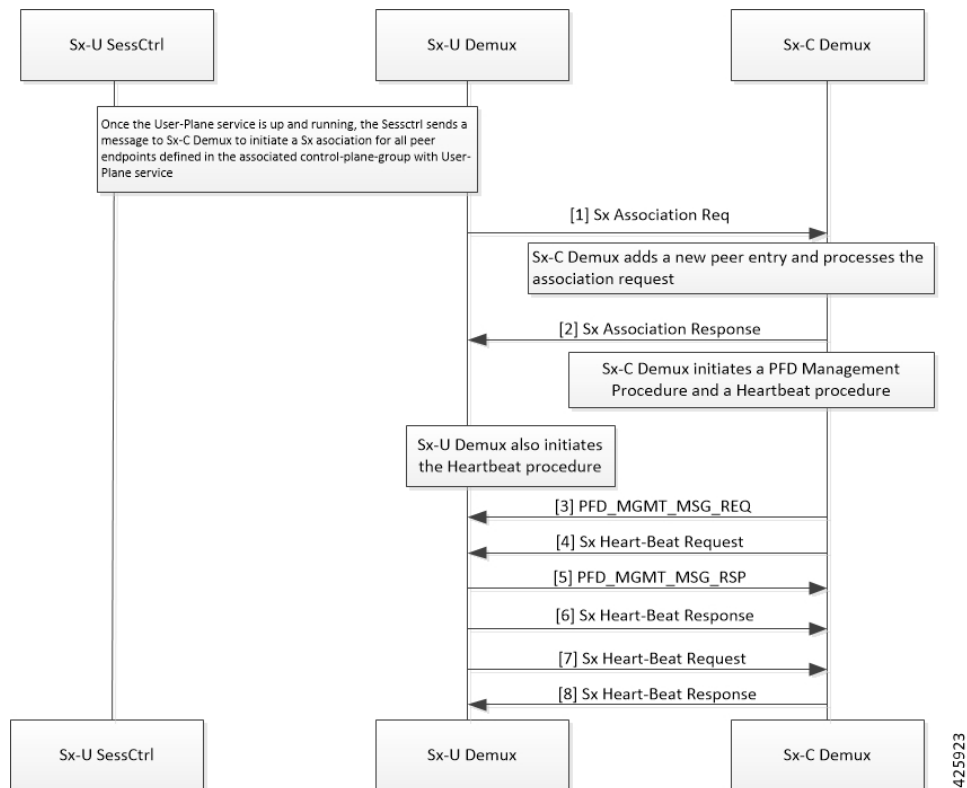 Sx-U SessCtrl
Sx-U Demux
Sx-C Demux
Once the User-Plane service is up and running, the Sessctrl sends a
message to Sx-C Demux to initiate a Sx asociation for all peer
endpoints defined in the associated control-plane-group with User-
Plane service
[1] Sx Association Req
Sx-C Demux adds a new peer entry and processes the
association request
[2] Sx Association Response
Sx-C Demux initiates a PFD Management
Procedure and a Heartbeat procedure
Sx-U Demux also initiates
the Heartbeat procedure
[3] PFD_MGMT_MSG_REQ
[4] Sx Heart-Beat Request
[5] PFD_MGMT_MSG_RSP
[6] Sx Heart-Beat Response
[7] Sx Heart-Beat Request
[8] Sx Heart-Beat Response
Sx-U SessCtrl
Sx-U Demux
Sx-C Demux
425923